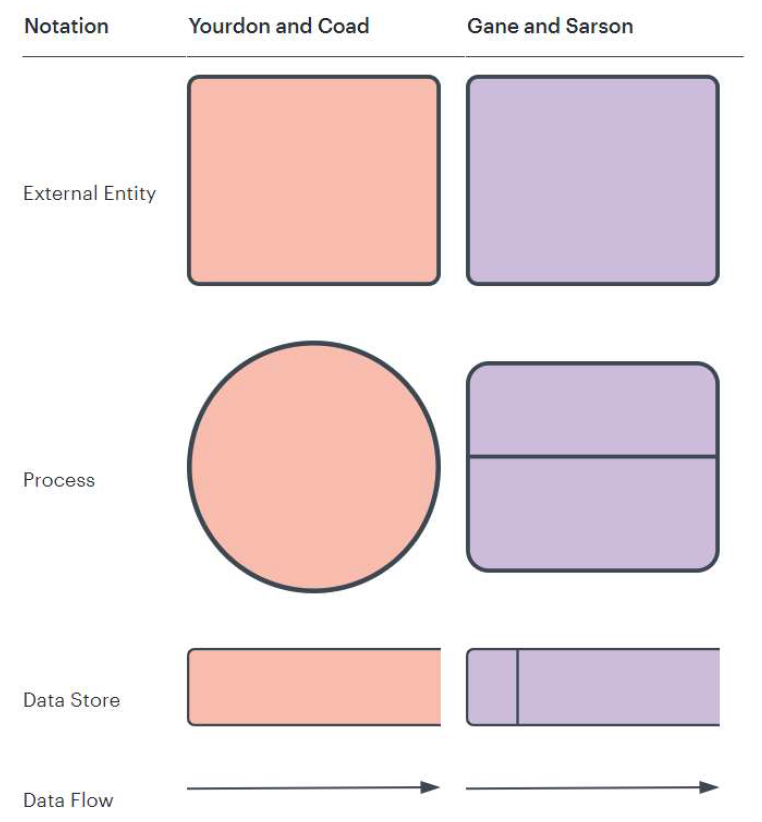 Notation Yourdon and Coad Gane and Sarson
External Entity
Process
Data Store
Data Flow